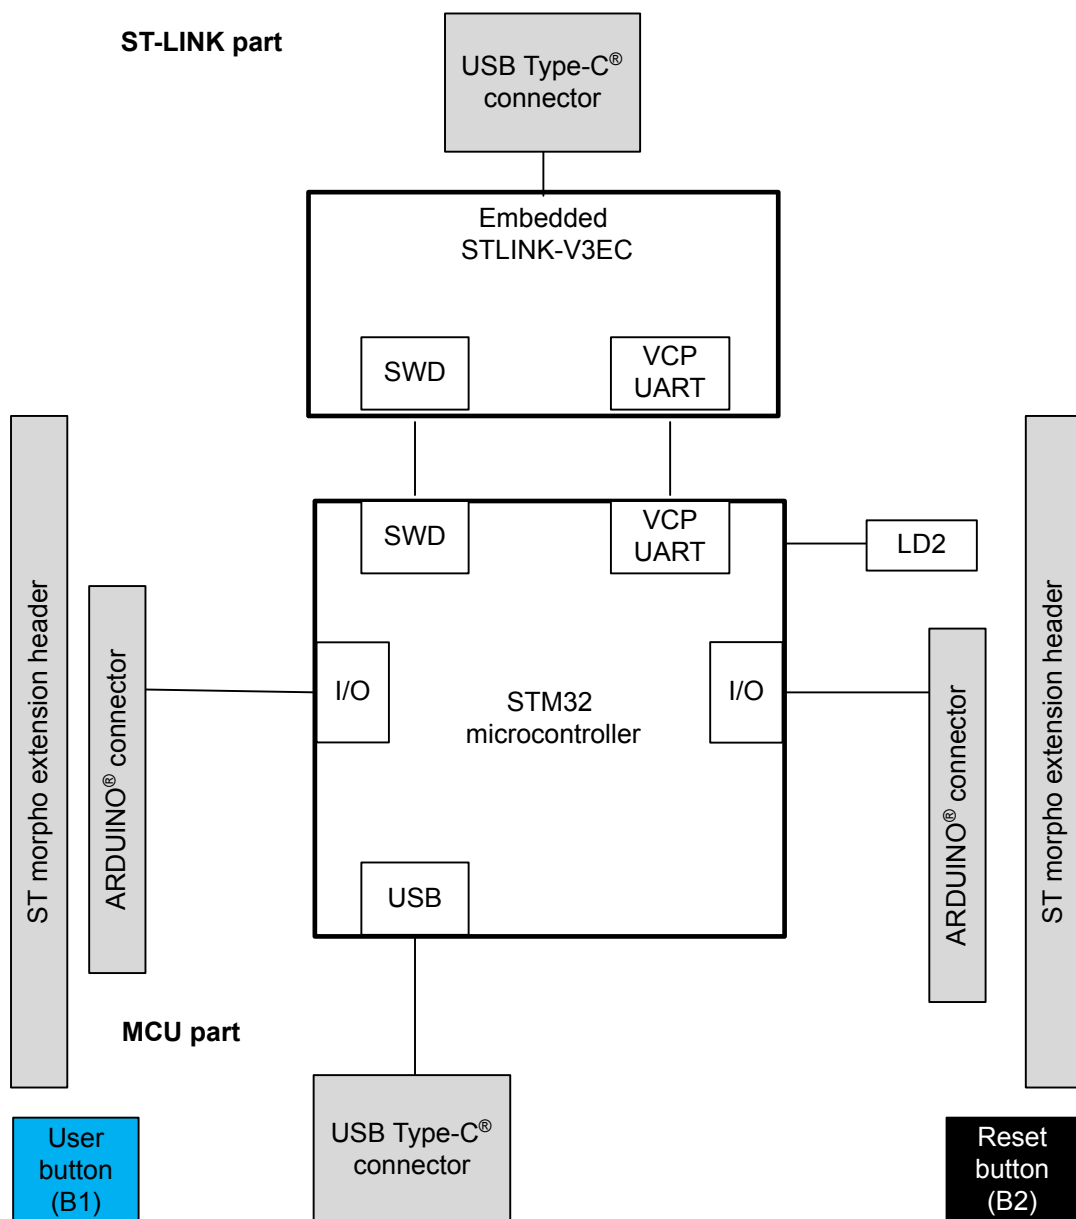 ST-LINK part
USB Type-C®
connector
Embedded
STLINK-V3EC
SWD
VCP
UART
SWD
VCP
UART
LD2
ST morpho extension header
ARDUINO® connector
I/O
STM32
microcontroller
I/O
ARDUINO® connector
ST morpho extension header
USB
MCU part
USB Type-C®
connector
User
button
(B1)
Reset
button
(B2)